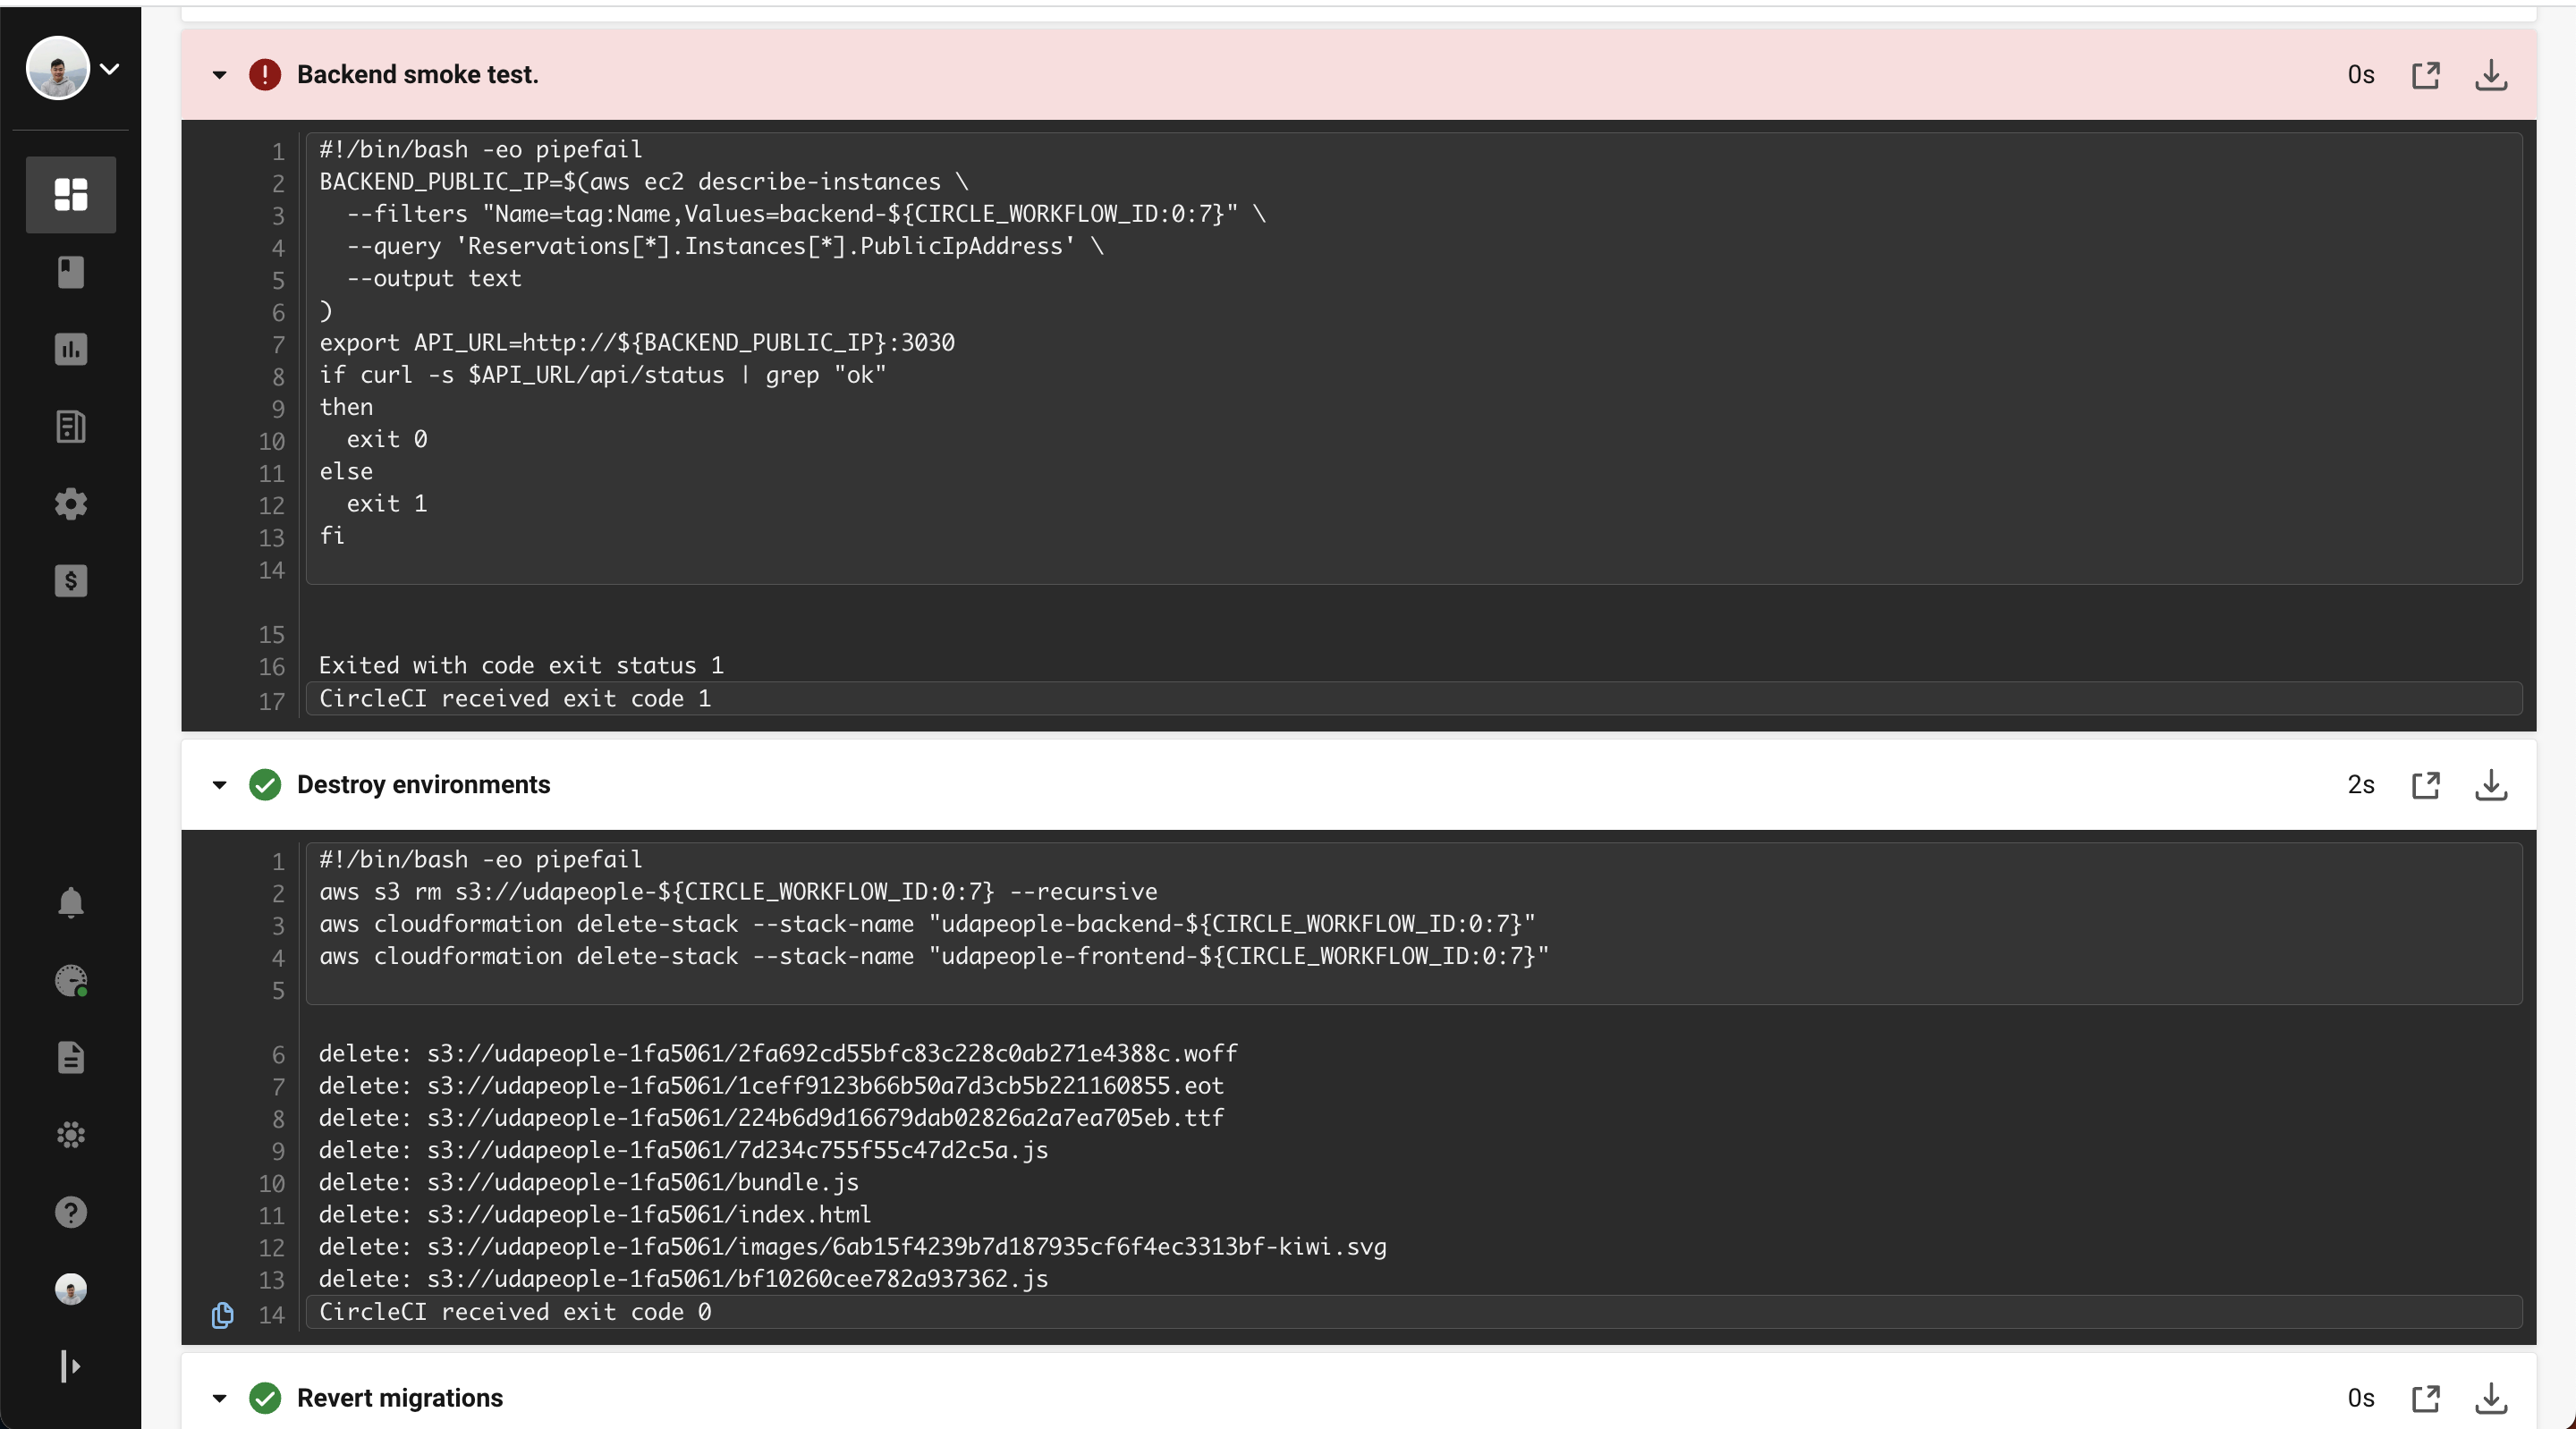 Backend smoke test.
0s
1 #!/bin/bash -eo pipefail
2 BACKEND_PUBLIC_IP=$(aws ec2 describe-instances \
3   --filters "Name=tag:Name,Values=backend-${CIRCLE_WORKFLOW_ID:0:7}" \
4   --query 'Reservations[*].Instances[*].PublicIpAddress' \
5   --output text
6 )
7 export API_URL=http://${BACKEND_PUBLIC_IP}:3030
8 if curl -s $API_URL/api/status | grep "ok"
9 then
10   exit 0
11 else
12   exit 1
13 fi
14
15
16 Exited with code exit status 1
17 CircleCI received exit code 1
Destroy environments
2s
1 #!/bin/bash -eo pipefail
2 aws s3 rm s3://udapeople-${CIRCLE_WORKFLOW_ID:0:7} --recursive
3 aws cloudformation delete-stack --stack-name "udapeople-backend-${CIRCLE_WORKFLOW_ID:0:7}"
4 aws cloudformation delete-stack --stack-name "udapeople-frontend-${CIRCLE_WORKFLOW_ID:0:7}"
5
6 delete: s3://udapeople-1fa5061/2fa692cd55bfc83c228c0ab271e4388c.woff
7 delete: s3://udapeople-1fa5061/1ceff9123b66b50a7d3cb5b221160855.eot
8 delete: s3://udapeople-1fa5061/224b6d9d16679dab02826a2a7ea705eb.ttf
9 delete: s3://udapeople-1fa5061/7d234c755f55c47d2c5a.js
10 delete: s3://udapeople-1fa5061/bundle.js
11 delete: s3://udapeople-1fa5061/index.html
12 delete: s3://udapeople-1fa5061/images/6ab15f4239b7d187935cf6f4ec3313bf-kiwi.svg
13 delete: s3://udapeople-1fa5061/bf10260cee782a937362.js
14 CircleCI received exit code 0
Revert migrations
0s